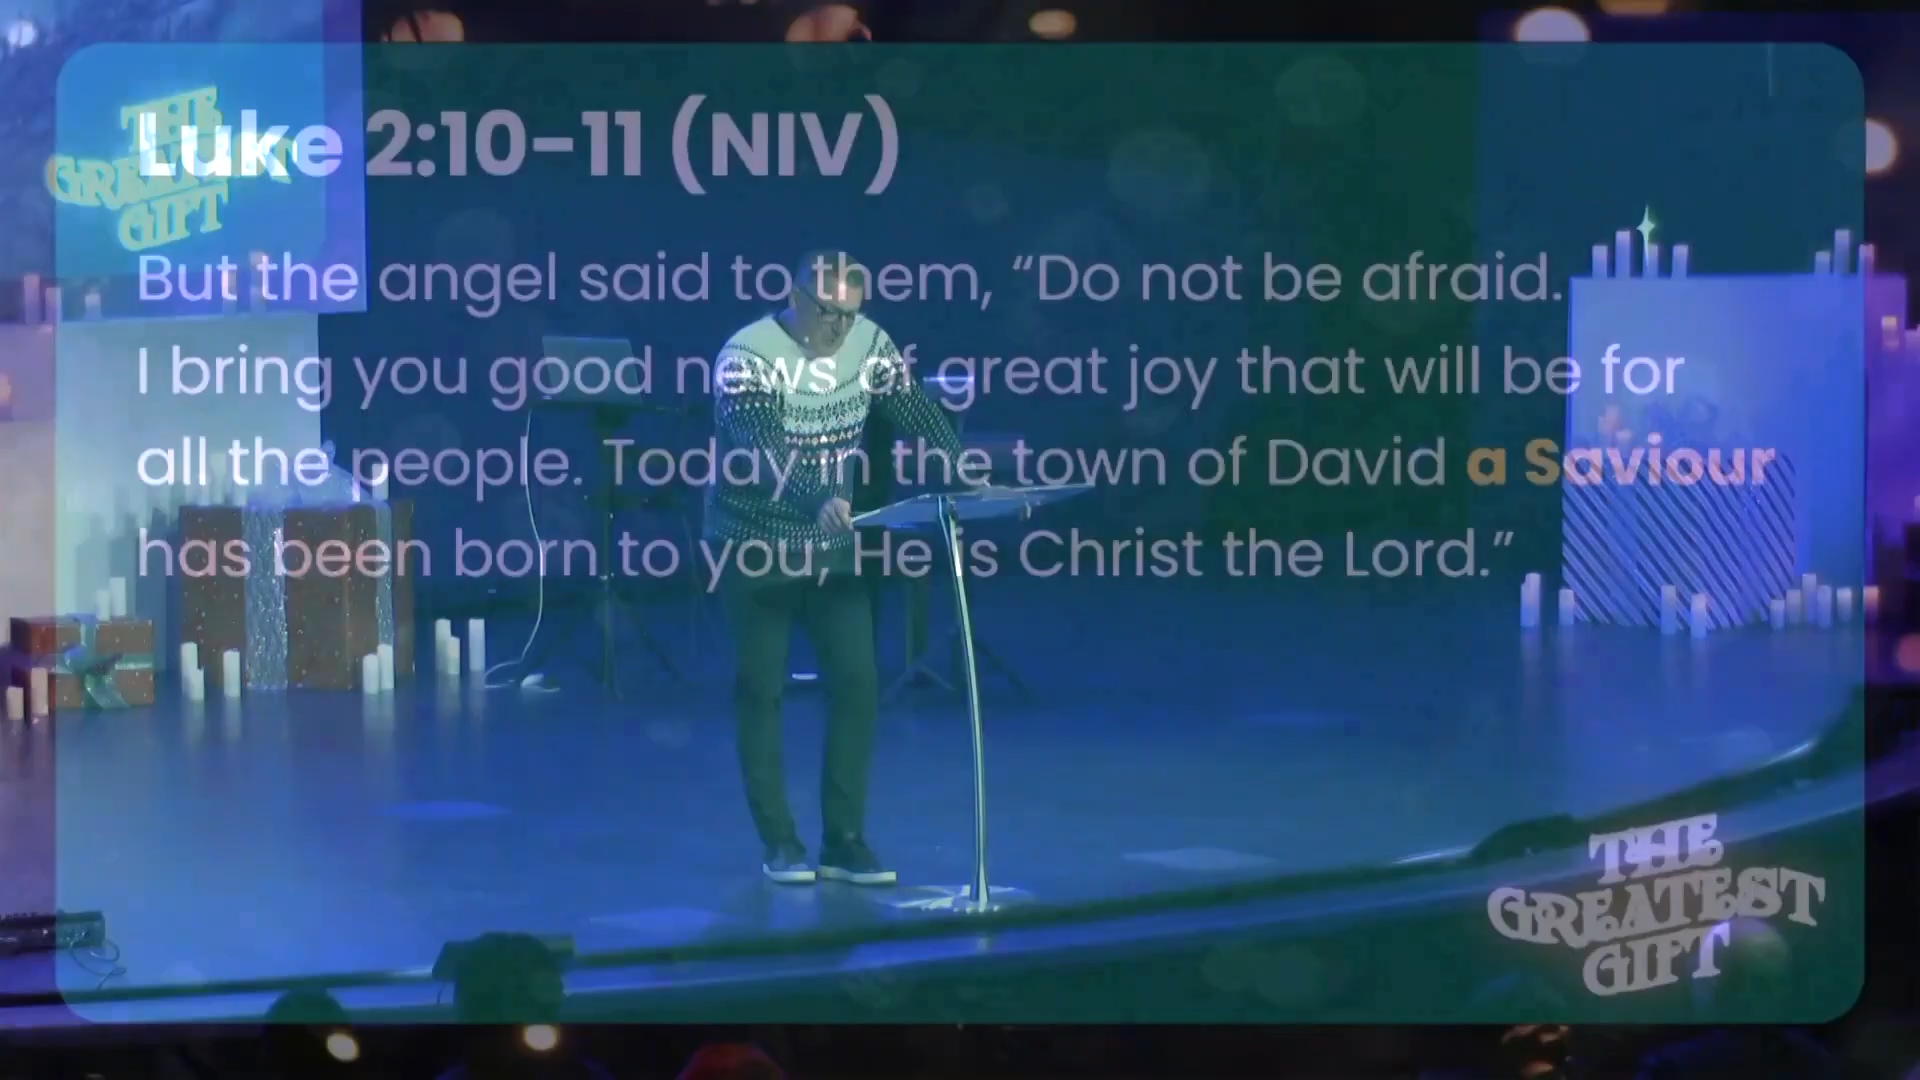 THE
GREATEST
GIFT
Luke 2:10-11 (NIV)
But the angel said to them, “Do not be afraid.
I bring you good news of great joy that will be for
all the people. Today in the town of David a Saviour
has been born to you; He is Christ the Lord.”
THE
GREATEST
GIFT